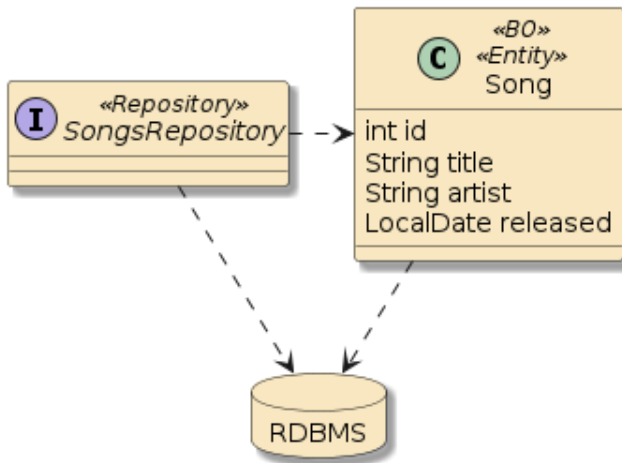 I
«Repository»
SongsRepository
C
«BO»
«Entity»
Song
int id
String title
String artist
LocalDate released
RDBMS